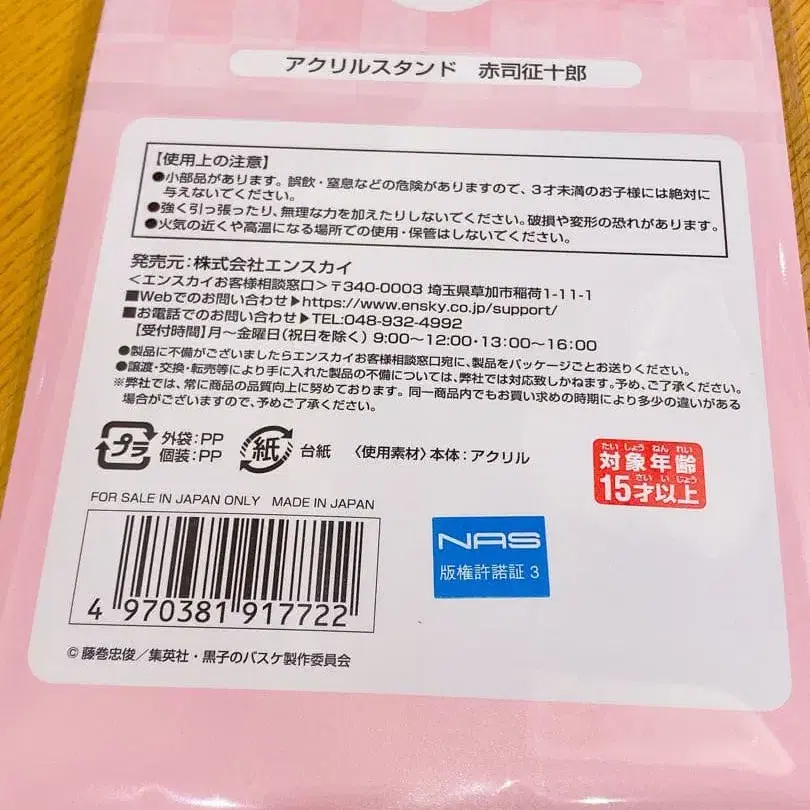 アクリルスタンド　赤司征十郎
【使用上の注意】
●小部品があります。誤飲・窒息などの危険がありますので、3才未満のお子様には絶対に
与えないでください。
●強く引っ張ったり、無理な力を加えたりしないでください。破損や変形の恐れがあります。
●火気の近くや高温になる場所での使用・保管はしないでください。
発売元：株式会社エンスカイ
＜エンスカイお客様相談窓口＞〒340-0003 埼玉県草加市稲荷1-11-1
■Webでのお問い合わせ▶https://www.ensky.co.jp/support/
■お電話でのお問い合わせ▶TEL:048-932-4992
【受付時間】月～金曜日(祝日を除く) 9:00～12:00・13:00～16:00
●製品に不備がございましたらエンスカイお客様相談窓口宛に、製品をパッケージごとお送りください。
●譲渡・交換・転売等により手に入れた製品の不備については、弊社では対応致しかねます。予め、ご了承ください。
※弊社では、常に商品の品質向上に努めております。同一商品内でもお買い求めの時期により多少の違いがある
場合がございますので、予めご了承ください。
プラ 外袋：PP
個装：PP
紙 台紙 〈使用素材〉本体：アクリル
たいしょうねんれい
対象年齢
さいいじょう
15才以上
FOR SALE IN JAPAN ONLY MADE IN JAPAN
NAS
版権許諾証 3
4 970381 917722
© 藤巻忠俊／集英社・黒子のバスケ製作委員会